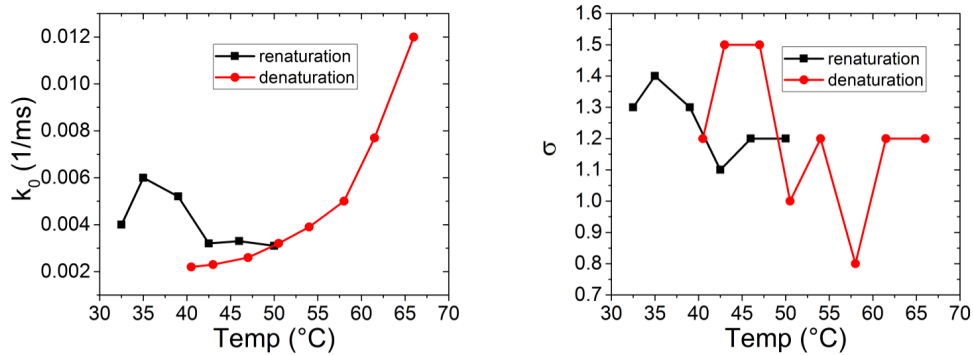 0.012
0.010
0.008
0.006
0.004
0.002
k0 (1/ms)
renaturation
denaturation
30 35 40 45 50 55 60 65 70
Temp (°C)
1.6
1.5
1.4
1.3
1.2
1.1
1.0
0.9
0.8
0.7
σ
renaturation
denaturation
30 35 40 45 50 55 60 65 70
Temp (°C)